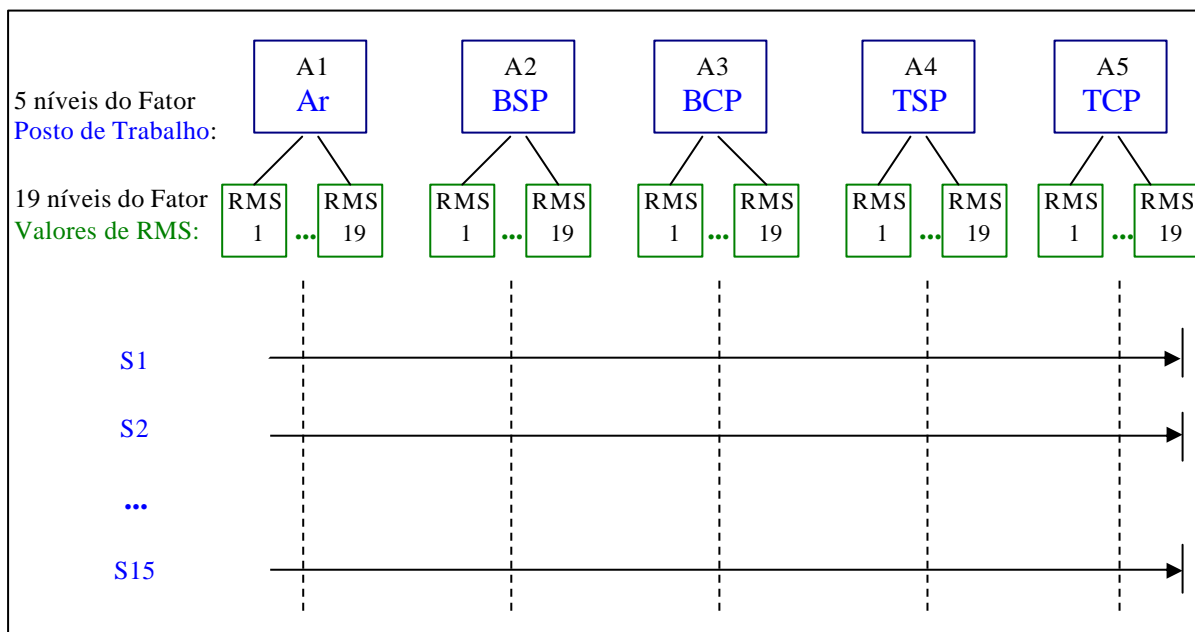 A1 A2 A3 A4 A5
5 níveis do Fator Ar BSP BCP TSP TCP
Posto de Trabalho:
19 níveis do Fator RMS RMS RMS RMS RMS RMS RMS RMS RMS RMS
Valores de RMS: 1 ... 19 1 ... 19 1 ... 19 1 ... 19 1 ... 19
S1
S2
...
S15